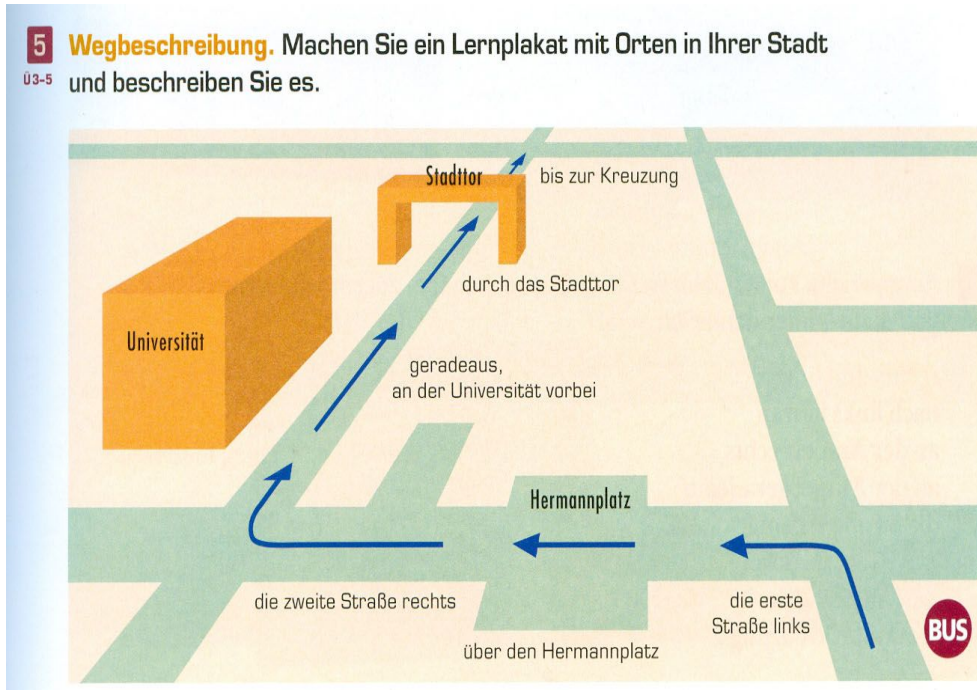 5 Wegbeschreibung. Machen Sie ein Lernplakat mit Orten in Ihrer Stadt
Ü3-5 und beschreiben Sie es.
Stadttor
bis zur Kreuzung
durch das Stadttor
Universität
geradeaus,
an der Universität vorbei
Hermannplatz
die zweite Straße rechts
die erste
Straße links
BUS
über den Hermannplatz